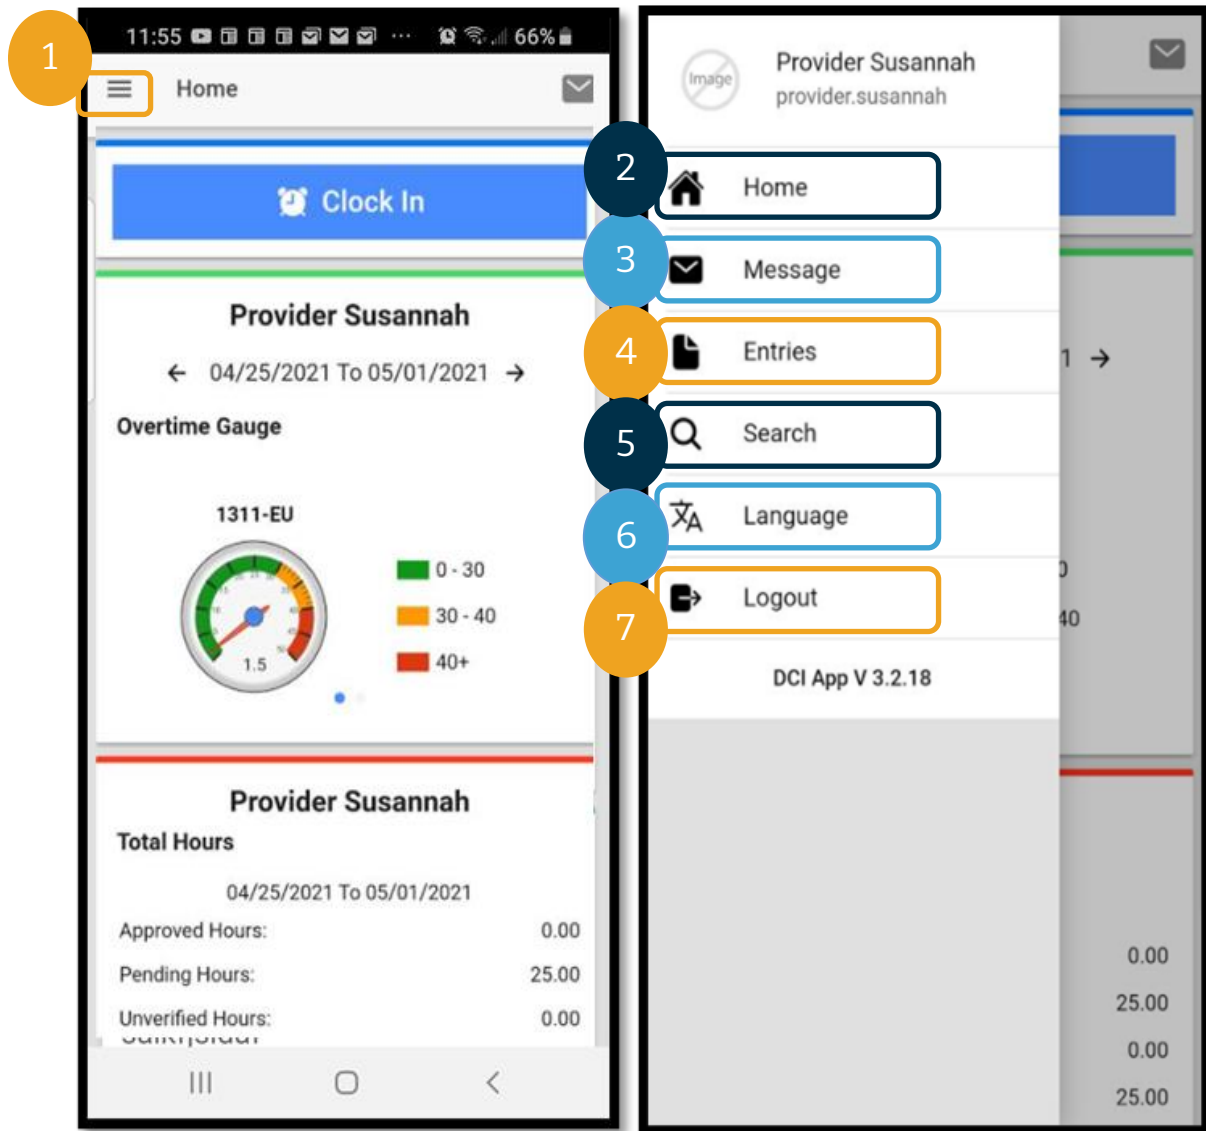 1
11:55 66%
Home
Clock In
Provider Susannah
← 04/25/2021 To 05/01/2021 →
Overtime Gauge
1311-EU
0 - 30
30 - 40
40+
1.5
Provider Susannah
Total Hours
04/25/2021 To 05/01/2021
Approved Hours: 0.00
Pending Hours: 25.00
Unverified Hours: 0.00
Image
Provider Susannah
provider.susannah
2 Home
3 Message
4 Entries
5 Search
6 Language
7 Logout
DCI App V 3.2.18
1 →
40
0.00
25.00
0.00
25.00